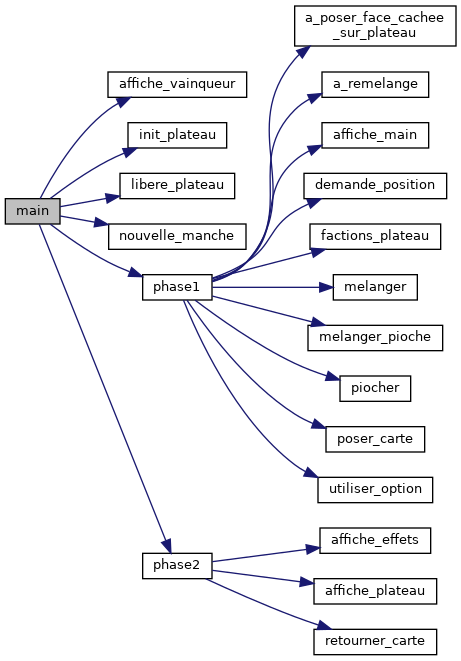 a_poser_face_cachee
_sur_plateau
affiche_vainqueur
a_remelange
init_plateau
affiche_main
libere_plateau
demande_position
main
nouvelle_manche
factions_plateau
phase1
melanger
melanger_pioche
piocher
poser_carte
utiliser_option
affiche_effets
phase2
affiche_plateau
retourner_carte